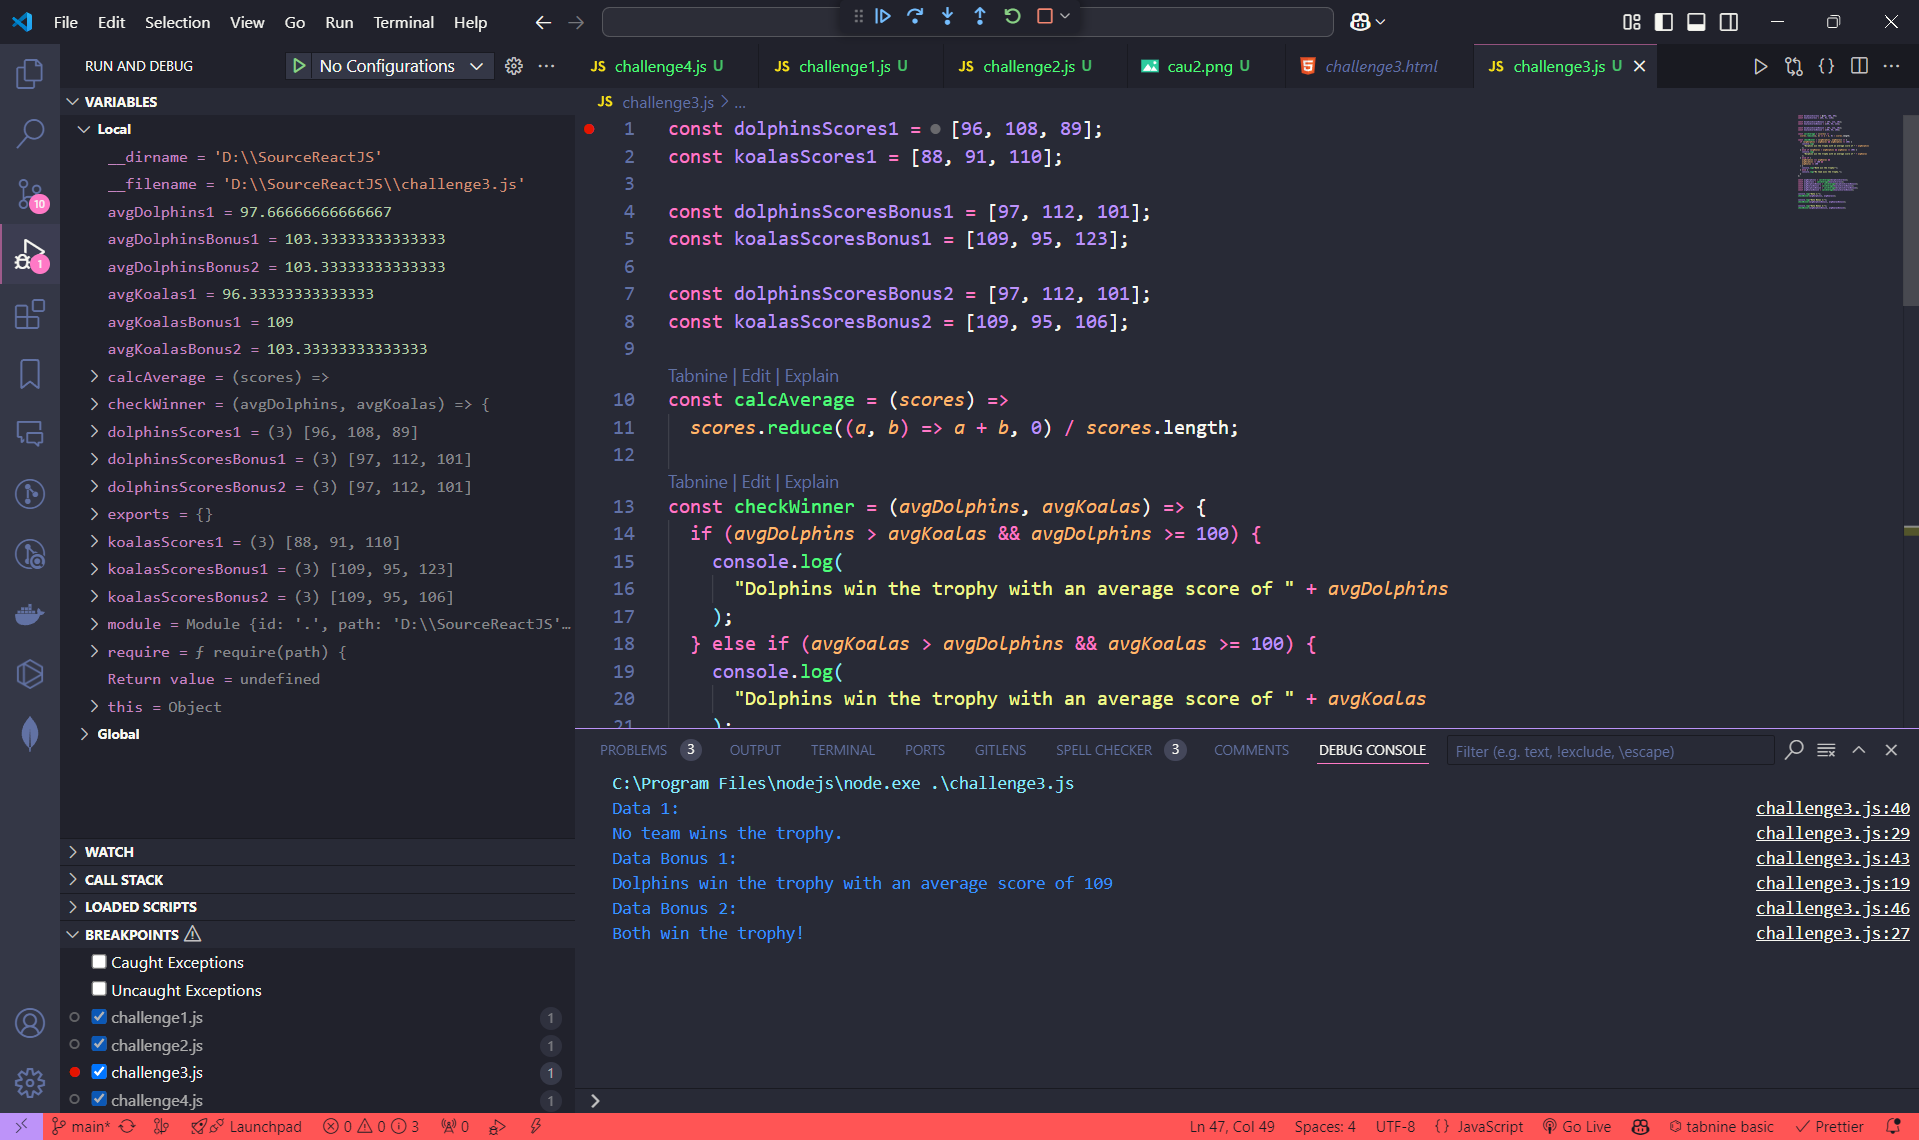 File Edit Selection View Go Run Terminal Help
RUN AND DEBUG
No Configurations
JS challenge4.js U
JS challenge1.js U
JS challenge2.js U
cau2.png U
challenge3.html
JS challenge3.js U
JS challenge3.js > ...
VARIABLES
Local
__dirname = 'D:\\SourceReactJS'
__filename = 'D:\\SourceReactJS\\challenge3.js'
avgDolphins1 = 97.66666666666667
avgDolphinsBonus1 = 103.33333333333333
avgDolphinsBonus2 = 103.33333333333333
avgKoalas1 = 96.33333333333333
avgKoalasBonus1 = 109
avgKoalasBonus2 = 103.33333333333333
calcAverage = (scores) =>
checkWinner = (avgDolphins, avgKoalas) => {
dolphinsScores1 = (3) [96, 108, 89]
dolphinsScoresBonus1 = (3) [97, 112, 101]
dolphinsScoresBonus2 = (3) [97, 112, 101]
exports = {}
koalasScores1 = (3) [88, 91, 110]
koalasScoresBonus1 = (3) [109, 95, 123]
koalasScoresBonus2 = (3) [109, 95, 106]
module = Module {id: '.', path: 'D:\\SourceReactJS'…
require = ƒ require(path) {
Return value = undefined
this = Object
Global
WATCH
CALL STACK
LOADED SCRIPTS
BREAKPOINTS
Caught Exceptions
Uncaught Exceptions
challenge1.js 1
challenge2.js 1
challenge3.js 1
challenge4.js 1
10
1
1 const dolphinsScores1 = [96, 108, 89];
2 const koalasScores1 = [88, 91, 110];
3
4 const dolphinsScoresBonus1 = [97, 112, 101];
5 const koalasScoresBonus1 = [109, 95, 123];
6
7 const dolphinsScoresBonus2 = [97, 112, 101];
8 const koalasScoresBonus2 = [109, 95, 106];
9
Tabnine | Edit | Explain
10 const calcAverage = (scores) =>
11 scores.reduce((a, b) => a + b, 0) / scores.length;
12
Tabnine | Edit | Explain
13 const checkWinner = (avgDolphins, avgKoalas) => {
14 if (avgDolphins > avgKoalas && avgDolphins >= 100) {
15 console.log(
16 "Dolphins win the trophy with an average score of " + avgDolphins
17 );
18 } else if (avgKoalas > avgDolphins && avgKoalas >= 100) {
19 console.log(
20 "Dolphins win the trophy with an average score of " + avgKoalas
21 );
PROBLEMS 3 OUTPUT TERMINAL PORTS GITLENS SPELL CHECKER 3 COMMENTS DEBUG CONSOLE Filter (e.g. text, !exclude, \escape)
C:\Program Files\nodejs\node.exe .\challenge3.js
Data 1: challenge3.js:40
No team wins the trophy. challenge3.js:29
Data Bonus 1: challenge3.js:43
Dolphins win the trophy with an average score of 109 challenge3.js:19
Data Bonus 2: challenge3.js:46
Both win the trophy! challenge3.js:27
main* Launchpad 0 0 3 0 Ln 47, Col 49 Spaces: 4 UTF-8 {} JavaScript Go Live tabnine basic Prettier